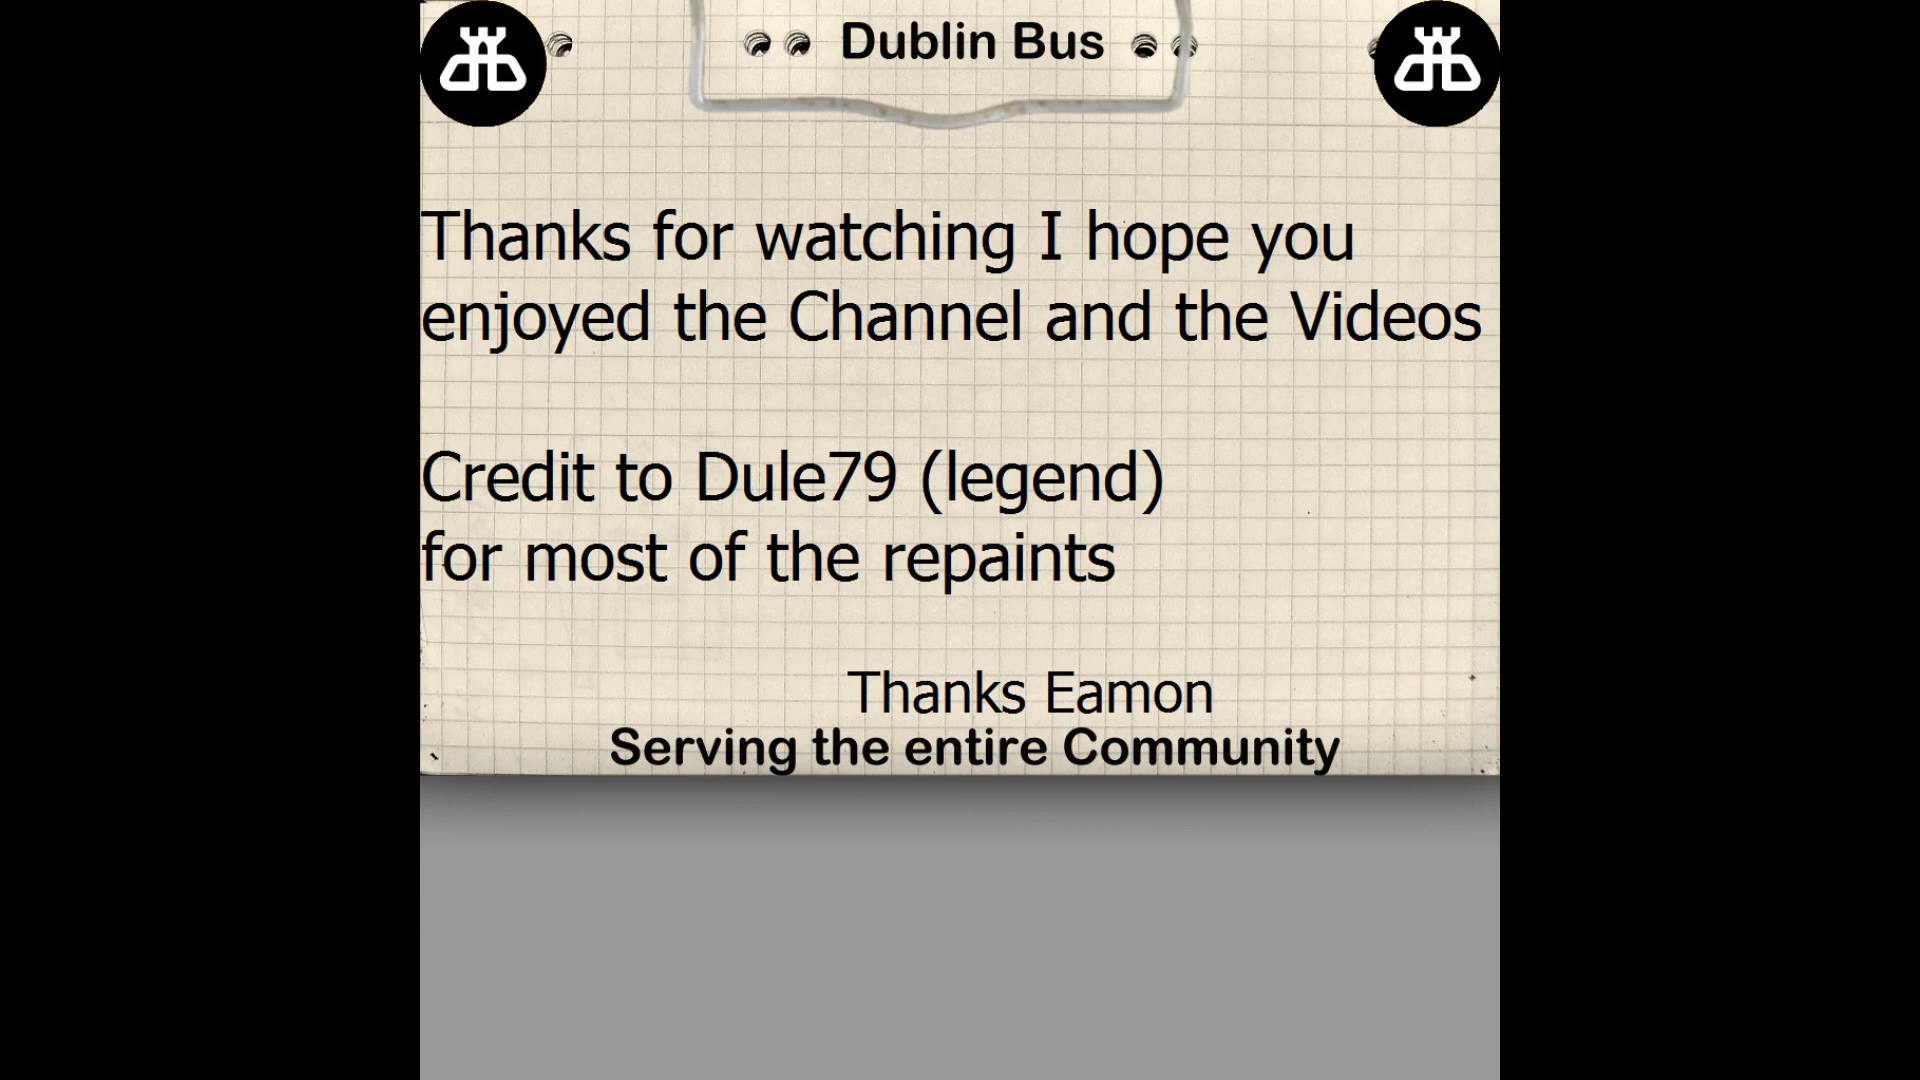 Dublin Bus
Thanks for watching I hope you
enjoyed the Channel and the Videos
Credit to Dule79 (legend)
for most of the repaints
Thanks Eamon
Serving the entire Community